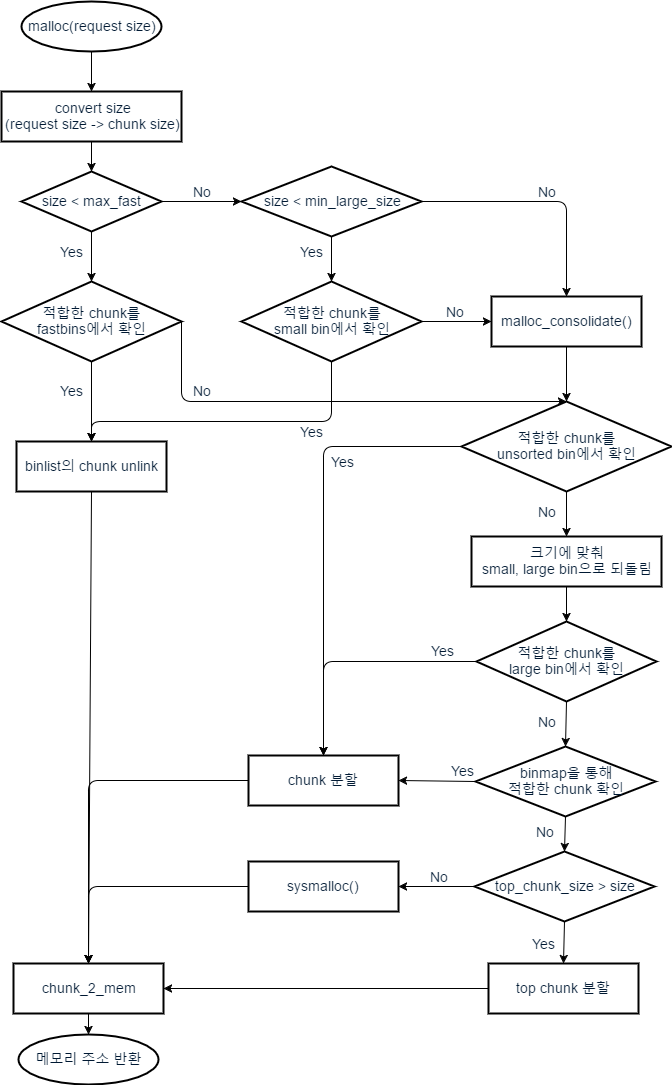 malloc(request size)
convert size
(request size -> chunk size)
size < max_fast
No
size < min_large_size
No
Yes
Yes
적합한 chunk를
fastbins에서 확인
적합한 chunk를
small bin에서 확인
No
malloc_consolidate()
Yes
No
Yes
적합한 chunk를
unsorted bin에서 확인
binlist의 chunk unlink
Yes
No
크기에 맞춰
small, large bin으로 되돌림
Yes
적합한 chunk를
large bin에서 확인
No
chunk 분할
Yes
binmap을 통해
적합한 chunk 확인
No
sysmalloc()
No
top_chunk_size > size
Yes
chunk_2_mem
top chunk 분할
메모리 주소 반환